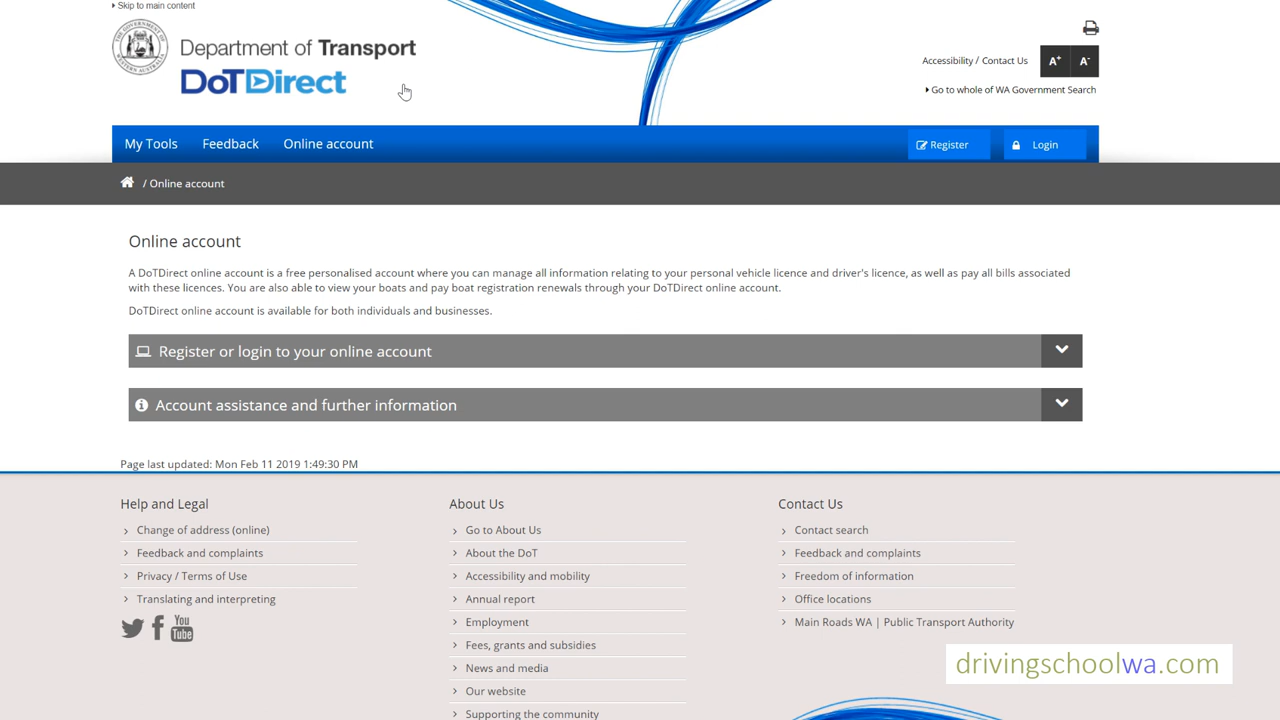 Skip to main content
Department of Transport
DoTDirect
Accessibility / Contact Us
A+ A-
Go to whole of WA Government Search
My Tools Feedback Online account Register Login
/ Online account
Online account
A DoTDirect online account is a free personalised account where you can manage all information relating to your personal vehicle licence and driver's licence, as well as pay all bills associated
with these licences. You are also able to view your boats and pay boat registration renewals through your DoTDirect online account.
DoTDirect online account is available for both individuals and businesses.
Register or login to your online account
Account assistance and further information
Page last updated: Mon Feb 11 2019 1:49:30 PM
Help and Legal
Change of address (online)
Feedback and complaints
Privacy / Terms of Use
Translating and interpreting
You
Tube
About Us
Go to About Us
About the DoT
Accessibility and mobility
Annual report
Employment
Fees, grants and subsidies
News and media
Our website
Supporting the community
Contact Us
Contact search
Feedback and complaints
Freedom of information
Office locations
Main Roads WA | Public Transport Authority
drivingschoolwa.com